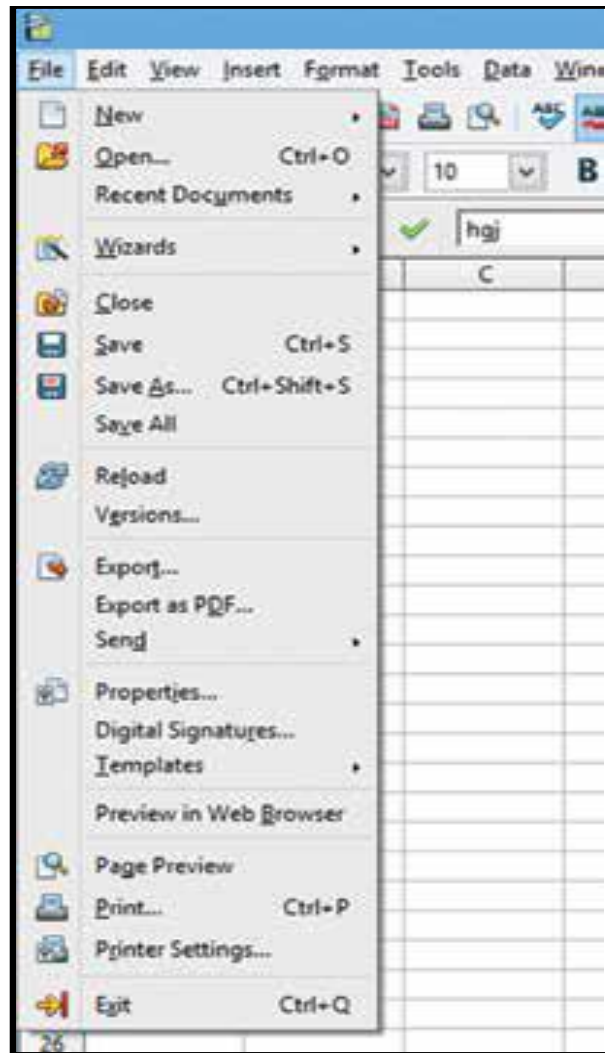 File Edit View Insert Format Tools Data
New
Open... Ctrl+O
Recent Documents
10 B
Wizards
hgj
C
Close
Save Ctrl+S
Save As... Ctrl+Shift+S
Save All
Reload
Versions...
Export...
Export as PDF...
Send
Properties...
Digital Signatures...
Templates
Preview in Web Browser
Page Preview
Print... Ctrl+P
Printer Settings...
Exit Ctrl+Q
26